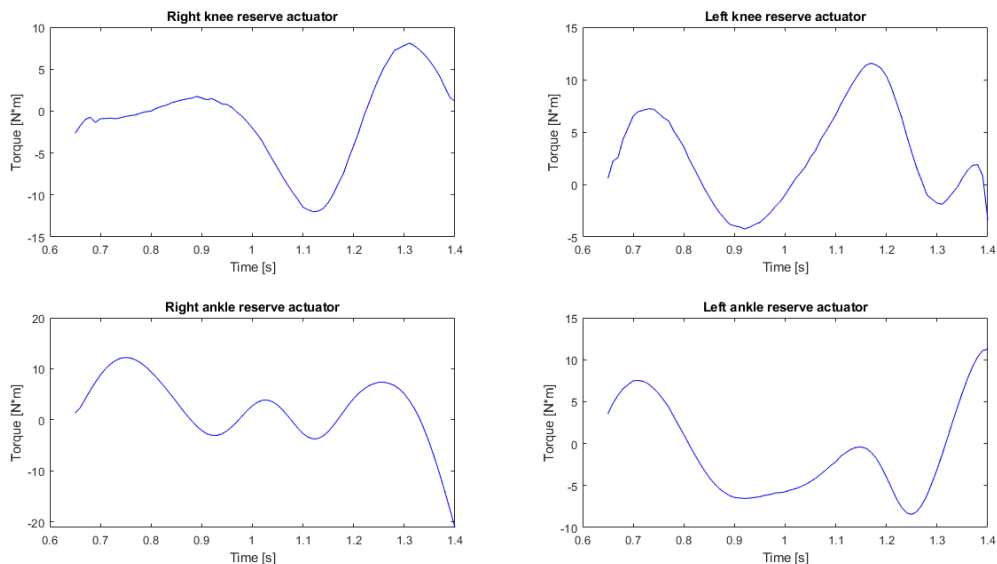 Right knee reserve actuator
10
5
0
-5
-10
-15
Torque [N*m]
0.6 0.7 0.8 0.9 1 1.1 1.2 1.3 1.4
Time [s]
Left knee reserve actuator
15
10
5
0
-5
Torque [N*m]
0.6 0.7 0.8 0.9 1 1.1 1.2 1.3 1.4
Time [s]
Right ankle reserve actuator
20
10
0
-10
-20
Torque [N*m]
0.6 0.7 0.8 0.9 1 1.1 1.2 1.3 1.4
Time [s]
Left ankle reserve actuator
15
10
5
0
-5
-10
Torque [N*m]
0.6 0.7 0.8 0.9 1 1.1 1.2 1.3 1.4
Time [s]